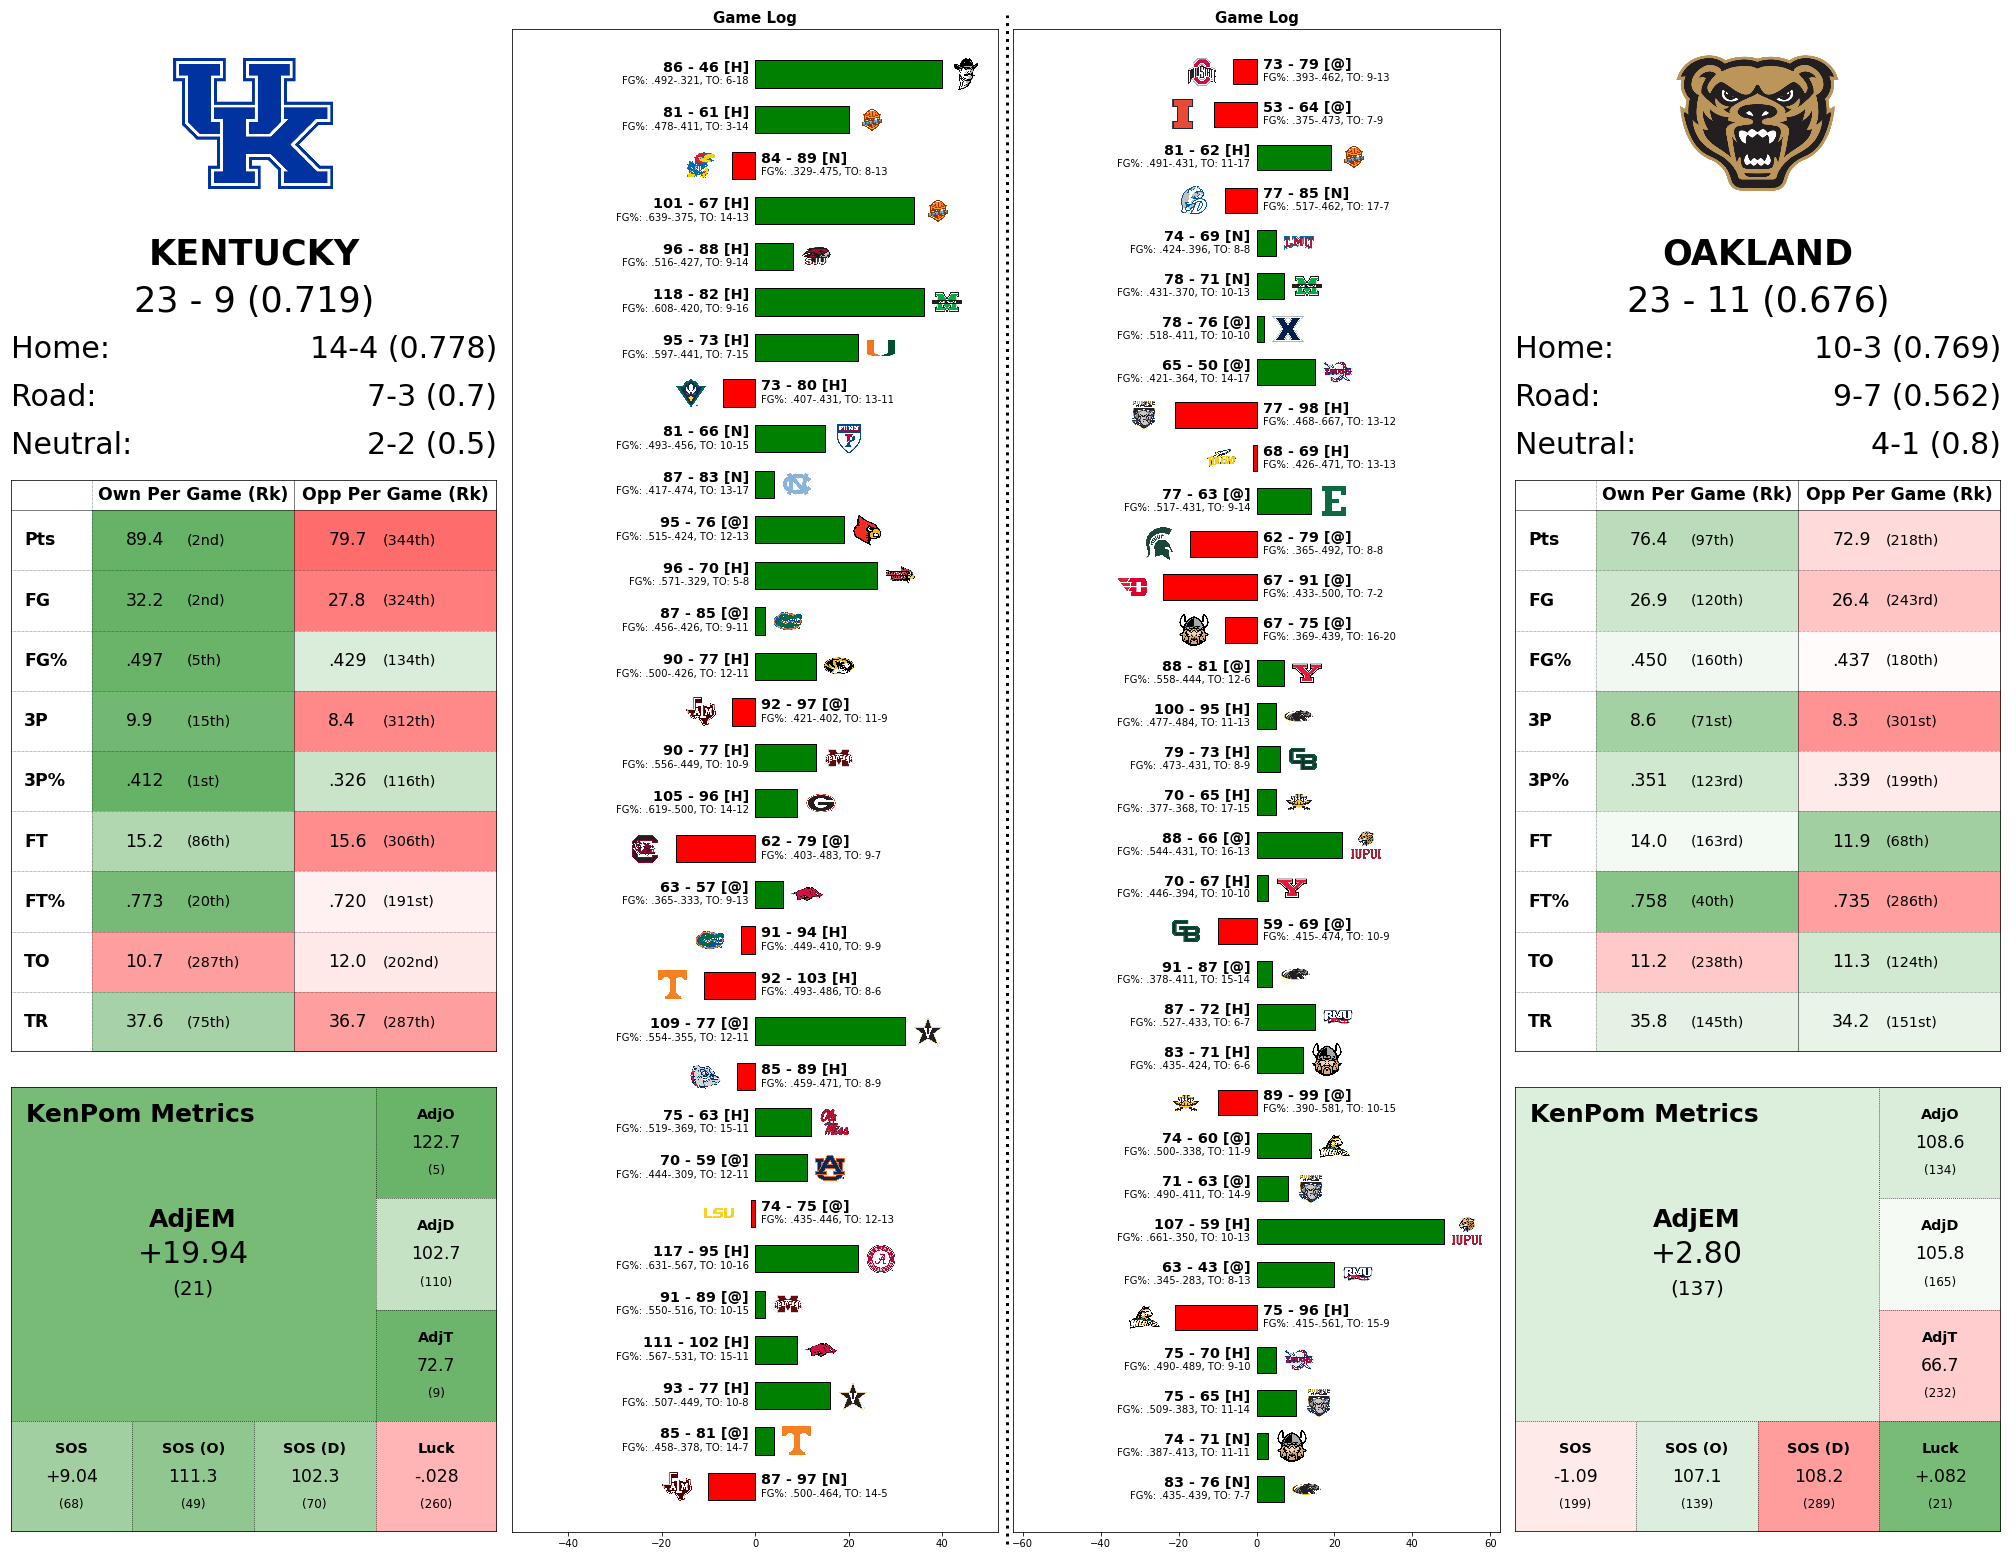 KENTUCKY
23 - 9 (0.719)
Home: 14-4 (0.778)
Road: 7-3 (0.7)
Neutral: 2-2 (0.5)
Own Per Game (Rk) Opp Per Game (Rk)
Pts 89.4 (2nd) 79.7 (344th)
FG 32.2 (2nd) 27.8 (324th)
FG% .497 (5th) .429 (134th)
3P 9.9 (15th) 8.4 (312th)
3P% .412 (1st) .326 (116th)
FT 15.2 (86th) 15.6 (306th)
FT% .773 (20th) .720 (191st)
TO 10.7 (287th) 12.0 (202nd)
TR 37.6 (75th) 36.7 (287th)
KenPom Metrics
AdjEM
+19.94
(21)
AdjO
122.7
(5)
AdjD
102.7
(110)
AdjT
72.7
(9)
SOS SOS (O) SOS (D) Luck
+9.04 111.3 102.3 -.028
(68) (49) (70) (260)
Game Log
86 - 46 [H]
FG%: .492-.321, TO: 6-18
81 - 61 [H]
FG%: .478-.411, TO: 3-14
84 - 89 [N]
FG%: .329-.475, TO: 8-13
101 - 67 [H]
FG%: .639-.375, TO: 14-13
96 - 88 [H]
FG%: .516-.427, TO: 9-14
118 - 82 [H]
FG%: .608-.420, TO: 9-16
95 - 73 [H]
FG%: .597-.441, TO: 7-15
73 - 80 [H]
FG%: .407-.431, TO: 13-11
81 - 66 [N]
FG%: .493-.456, TO: 10-15
87 - 83 [N]
FG%: .417-.474, TO: 13-17
95 - 76 [@]
FG%: .515-.424, TO: 12-13
96 - 70 [H]
FG%: .571-.329, TO: 5-8
87 - 85 [@]
FG%: .456-.426, TO: 9-11
90 - 77 [H]
FG%: .500-.426, TO: 12-11
92 - 97 [@]
FG%: .421-.402, TO: 11-9
90 - 77 [H]
FG%: .556-.449, TO: 10-9
105 - 96 [H]
FG%: .619-.500, TO: 14-12
62 - 79 [@]
FG%: .403-.483, TO: 9-7
63 - 57 [@]
FG%: .365-.333, TO: 9-13
91 - 94 [H]
FG%: .449-.410, TO: 9-9
92 - 103 [H]
FG%: .493-.486, TO: 8-6
109 - 77 [@]
FG%: .554-.355, TO: 12-11
85 - 89 [H]
FG%: .459-.471, TO: 8-9
75 - 63 [H]
FG%: .519-.369, TO: 15-11
70 - 59 [@]
FG%: .444-.309, TO: 12-11
LSU
74 - 75 [@]
FG%: .435-.446, TO: 12-13
117 - 95 [H]
FG%: .631-.567, TO: 10-16
91 - 89 [@]
FG%: .550-.516, TO: 10-15
111 - 102 [H]
FG%: .567-.531, TO: 15-11
93 - 77 [H]
FG%: .507-.449, TO: 10-8
85 - 81 [@]
FG%: .458-.378, TO: 14-7
87 - 97 [N]
FG%: .500-.464, TO: 14-5
−40 −20 0 20 40
Game Log
73 - 79 [@]
FG%: .393-.462, TO: 9-13
53 - 64 [@]
FG%: .375-.473, TO: 7-9
81 - 62 [H]
FG%: .491-.431, TO: 11-17
77 - 85 [N]
FG%: .517-.462, TO: 17-7
74 - 69 [N]
FG%: .424-.396, TO: 8-8
78 - 71 [N]
FG%: .431-.370, TO: 10-13
78 - 76 [@]
FG%: .518-.411, TO: 10-10
65 - 50 [@]
FG%: .421-.364, TO: 14-17
77 - 98 [H]
FG%: .468-.667, TO: 13-12
68 - 69 [H]
FG%: .426-.471, TO: 13-13
77 - 63 [@]
FG%: .517-.431, TO: 9-14
62 - 79 [@]
FG%: .365-.492, TO: 8-8
67 - 91 [@]
FG%: .433-.500, TO: 7-2
67 - 75 [@]
FG%: .369-.439, TO: 16-20
88 - 81 [@]
FG%: .558-.444, TO: 12-6
100 - 95 [H]
FG%: .477-.484, TO: 11-13
79 - 73 [H]
FG%: .473-.431, TO: 8-9
70 - 65 [H]
FG%: .377-.368, TO: 17-15
88 - 66 [@]
FG%: .544-.431, TO: 16-13
IUPUI
70 - 67 [H]
FG%: .446-.394, TO: 10-10
59 - 69 [@]
FG%: .415-.474, TO: 10-9
91 - 87 [@]
FG%: .378-.411, TO: 15-14
87 - 72 [H]
FG%: .527-.433, TO: 6-7
83 - 71 [H]
FG%: .435-.424, TO: 6-6
89 - 99 [@]
FG%: .390-.581, TO: 10-15
74 - 60 [@]
FG%: .500-.338, TO: 11-9
71 - 63 [@]
FG%: .490-.411, TO: 14-9
107 - 59 [H]
FG%: .661-.350, TO: 10-13
IUPUI
63 - 43 [@]
FG%: .345-.283, TO: 8-13
75 - 96 [H]
FG%: .415-.561, TO: 15-9
75 - 70 [H]
FG%: .490-.489, TO: 9-10
75 - 65 [H]
FG%: .509-.383, TO: 11-14
74 - 71 [N]
FG%: .387-.413, TO: 11-11
83 - 76 [N]
FG%: .435-.439, TO: 7-7
−60 −40 −20 0 20 40 60
OAKLAND
23 - 11 (0.676)
Home: 10-3 (0.769)
Road: 9-7 (0.562)
Neutral: 4-1 (0.8)
Own Per Game (Rk) Opp Per Game (Rk)
Pts 76.4 (97th) 72.9 (218th)
FG 26.9 (120th) 26.4 (243rd)
FG% .450 (160th) .437 (180th)
3P 8.6 (71st) 8.3 (301st)
3P% .351 (123rd) .339 (199th)
FT 14.0 (163rd) 11.9 (68th)
FT% .758 (40th) .735 (286th)
TO 11.2 (238th) 11.3 (124th)
TR 35.8 (145th) 34.2 (151st)
KenPom Metrics
AdjEM
+2.80
(137)
AdjO
108.6
(134)
AdjD
105.8
(165)
AdjT
66.7
(232)
SOS SOS (O) SOS (D) Luck
-1.09 107.1 108.2 +.082
(199) (139) (289) (21)